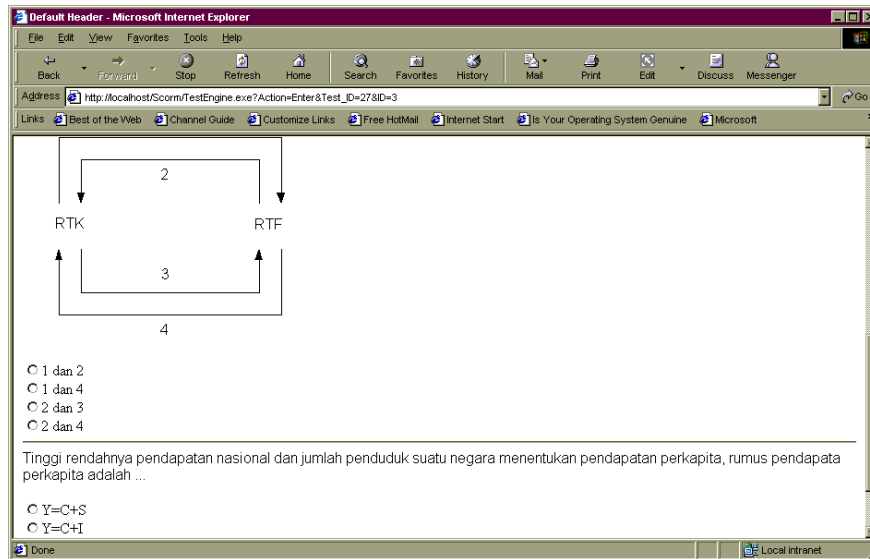 Default Header - Microsoft Internet Explorer
File Edit View Favorites Tools Help
Back Forward Stop Refresh Home Search Favorites History Mail Print Edit Discuss Messenger
Address http://localhost/Scorm/TestEngine.exe?Action=Enter&Test_ID=27&ID=3 Go
Links Best of the Web Channel Guide Customize Links Free HotMail Internet Start Is Your Operating System Genuine Microsoft
2
RTK RTF
3
4
1 dan 2
1 dan 4
2 dan 3
2 dan 4
Tinggi rendahnya pendapatan nasional dan jumlah penduduk suatu negara menentukan pendapatan perkapita, rumus pendapata
perkapita adalah ...
Y=C+S
Y=C+I
Done Local intranet